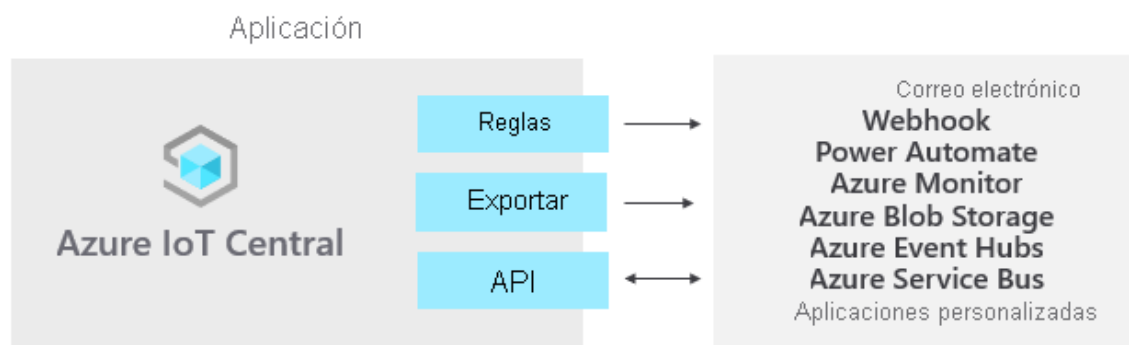 Aplicación
Azure IoT Central
Reglas
Exportar
API
Correo electrónico
Webhook
Power Automate
Azure Monitor
Azure Blob Storage
Azure Event Hubs
Azure Service Bus
Aplicaciones personalizadas